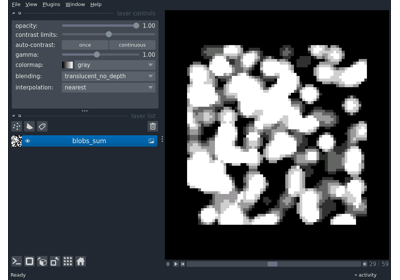 File View Plugins Window Help
layer controls
opacity: 1.00
contrast limits:
auto-contrast: once continuous
gamma: 1.00
colormap: gray
blending: translucent_no_depth
interpolation: nearest
layer list
blobs_sum
29 59
Ready activity